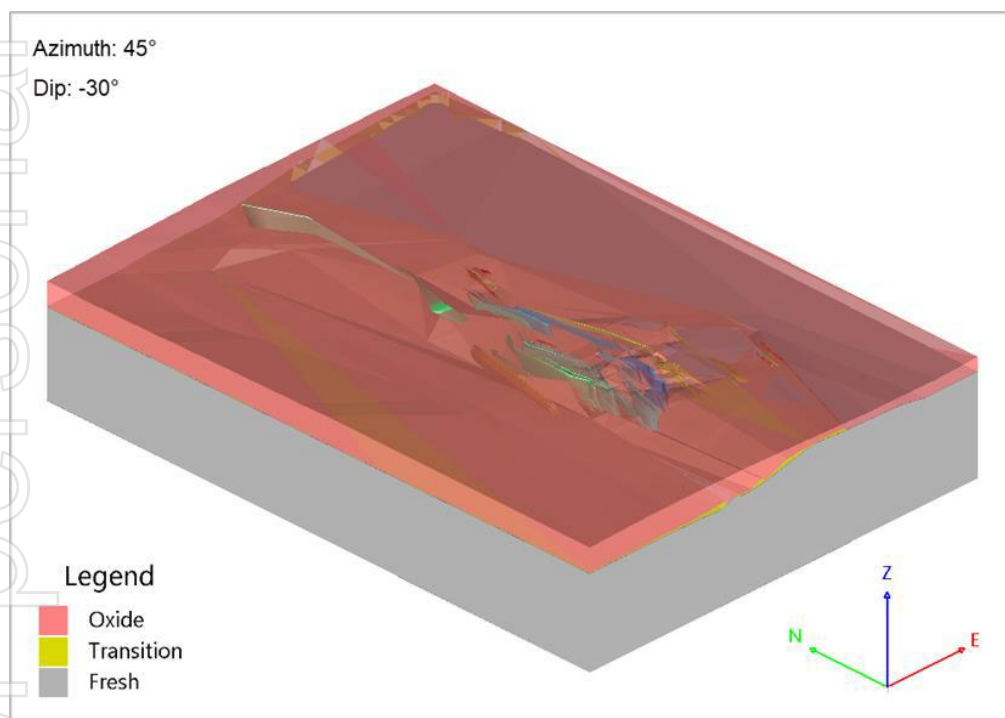 Azimuth: 45°
Dip: -30°
Legend
Oxide
Transition
Fresh
Z
N
E